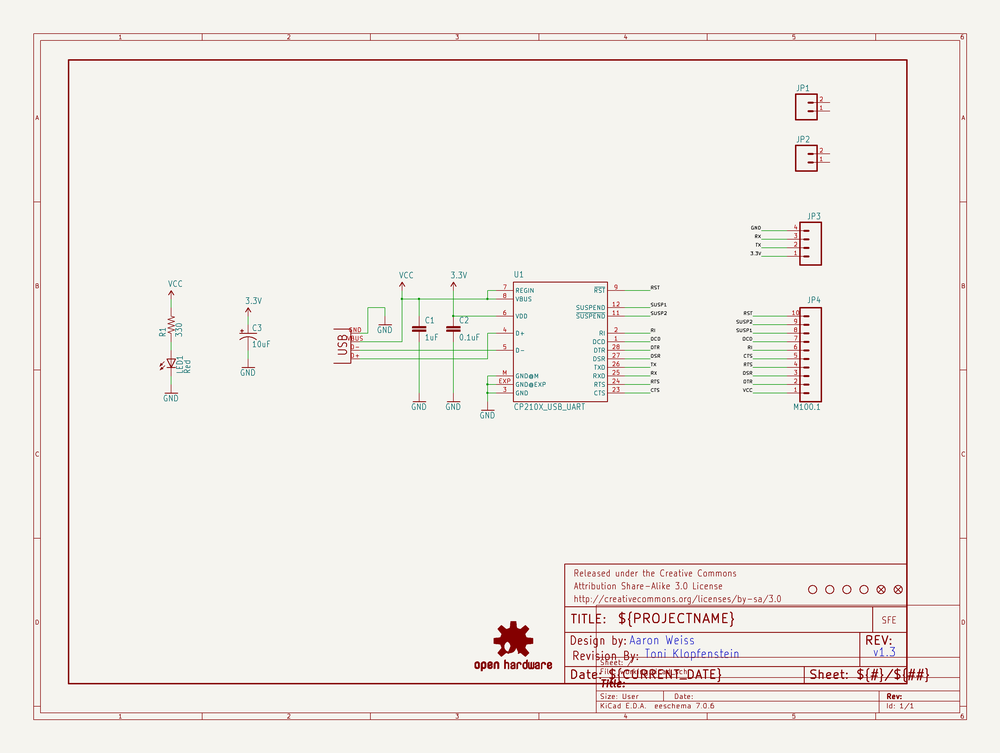 1 2 3 4 5 6
A A
JP1
2
1
JP2
2
1
B B
JP3
GND 4
RX 3
TX 2
3.3V 1
VCC
R1
330
LED1
Red
GND
3.3V
C3
10uF
GND
USB
GND
VBUS
D-
D+
GND
VCC
C1
1uF
GND
3.3V
C2
0.1uF
GND
GND
U1
7 REGIN RST 9 RST
8 VBUS
SUSPEND 12 SUSP1
6 VDD SUSPEND 11 SUSP2
4 D+ RI 2 RI
DCD 1 DCD
5 D- DTR 28 DTR
DSR 27 DSR
TXD 26 TX
M GND@M RXD 25 RX
EXP GND@EXP RTS 24 RTS
3 GND CTS 23 CTS
CP210X_USB_UART
JP4
RST 10
SUSP2 9
SUSP1 8
DCD 7
RI 6
CTS 5
RTS 4
DSR 3
DTR 2
VCC 1
M100.1
C C
D D
Released under the Creative Commons
Attribution Share-Alike 3.0 License
http://creativecommons.org/licenses/by-sa/3.0
TITLE: ${PROJECTNAME} SFE
Design by: Aaron Weiss REV:
Revision By: Toni Klopfenstein v1.3
Sheet:
Date: ${CURRENT_DATE} Sheet: ${#}/${##}
Title:
Size: User Date: Rev:
KiCad E.D.A. eeschema 7.0.6 Id: 1/1
open hardware
1 2 3 4 5 6